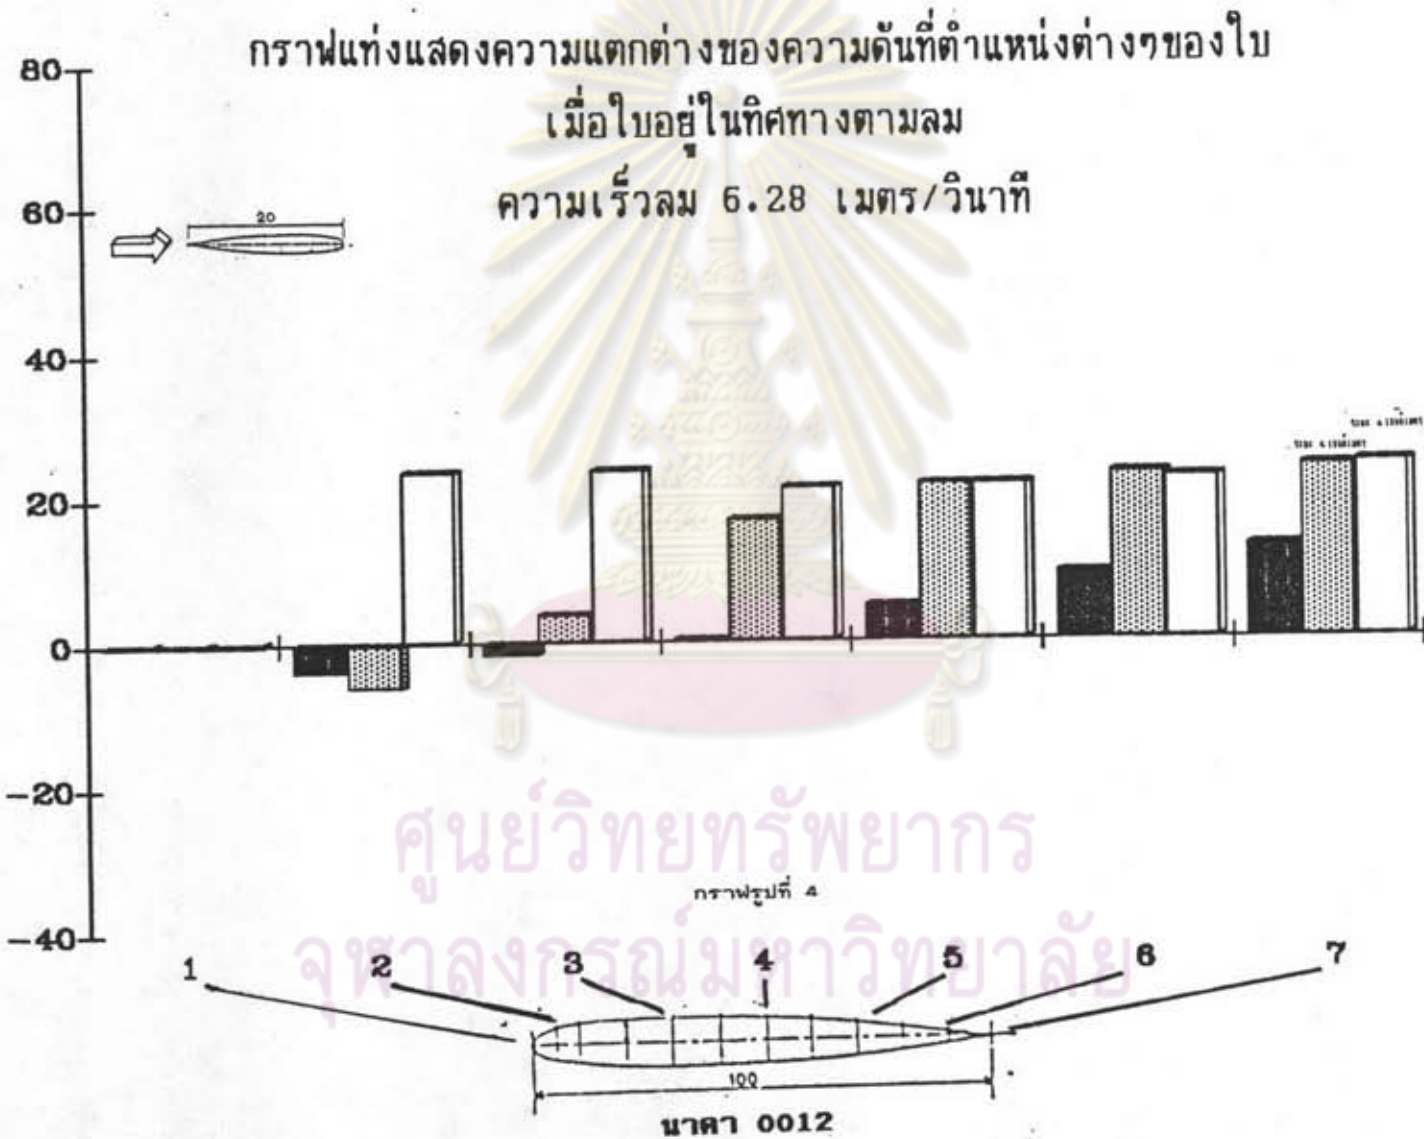 กราฟแท่งแสดงความแตกต่างของความดันที่ตำแหน่งต่างๆของใบ
เมื่อใบอยู่ในทิศทางตามลม
ความเร็วลม 6.28 เมตร/วินาที
80
60
20
40
20
0
-20
-40
ศูนย์วิทยทรัพยากร
กราฟรูปที่ 4
จุฬาลงกรณ์มหาวิทยาลัย
1
2
3
4
5
6
7
100
นาคา 0012